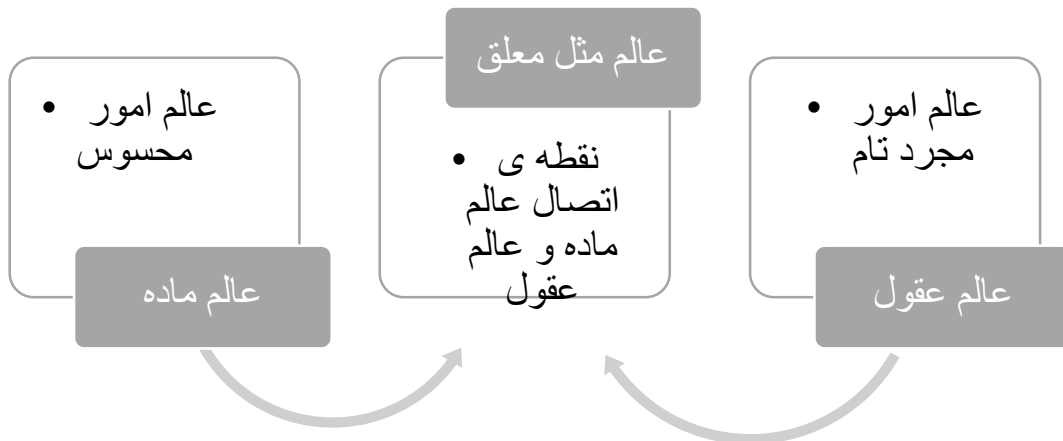 عالم امور
مجرد تام
عالم عقول
عالم مثل معلق
نقطه ی
اتصال عالم
ماده و عالم
عقول
عالم امور
محسوس
عالم ماده